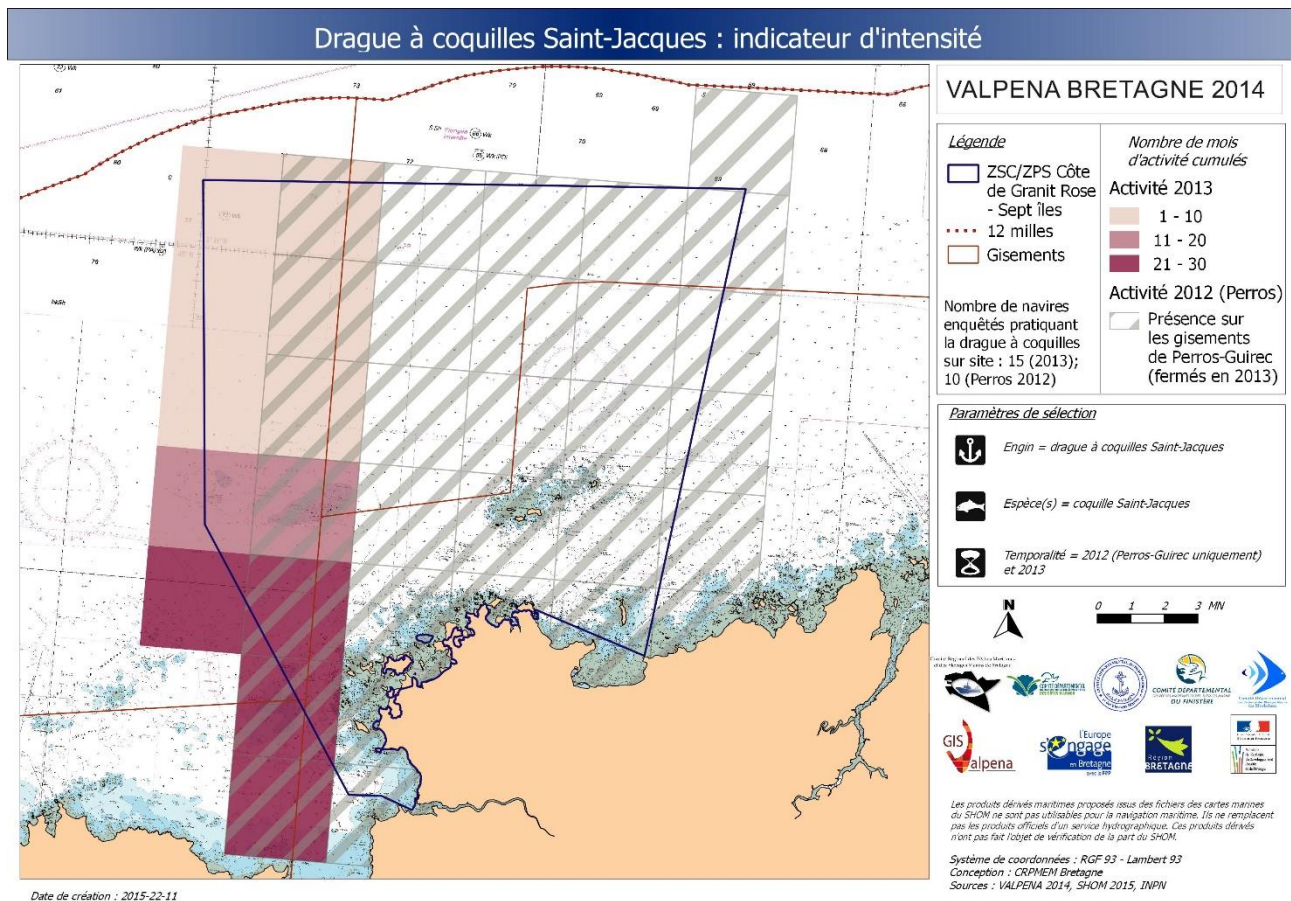 Drague à coquilles Saint-Jacques : indicateur d'intensité
VALPENA BRETAGNE 2014
Légende
ZSC/ZPS Côte
de Granit Rose
- Sept îles
12 milles
Gisements
Nombre de navires
enquêtés pratiquant
la drague à coquilles
sur site : 15 (2013);
10 (Perros 2012)
Nombre de mois
d'activité cumulés
Activité 2013
1 - 10
11 - 20
21 - 30
Activité 2012 (Perros)
Présence sur
les gisements
de Perros-Guirec
(fermés en 2013)
Paramètres de sélection
Engin = drague à coquilles Saint-Jacques
Espèce(s) = coquille Saint-Jacques
Temporalité = 2012 (Perros-Guirec uniquement)
et 2013
N
0 1 2 3 MN
COMITÉ DÉPARTEMENTAL
DU FINISTÈRE
GIS
Valpena
l'Europe
s'engage
en Bretagne
Région
BRETAGNE
Les produits dérivés maritimes proposés issus des fichiers des cartes marines
du SHOM ne sont pas utilisables pour la navigation maritime. Ils ne remplacent
pas les produits officiels d'un service hydrographique. Ces produits dérivés
n'ont pas fait l'objet de vérification de la part du SHOM.
Système de coordonnées : RGF 93 - Lambert 93
Conception : CRPMEM Bretagne
Sources : VALPENA 2014, SHOM 2015, INPN
Date de création : 2015-22-11